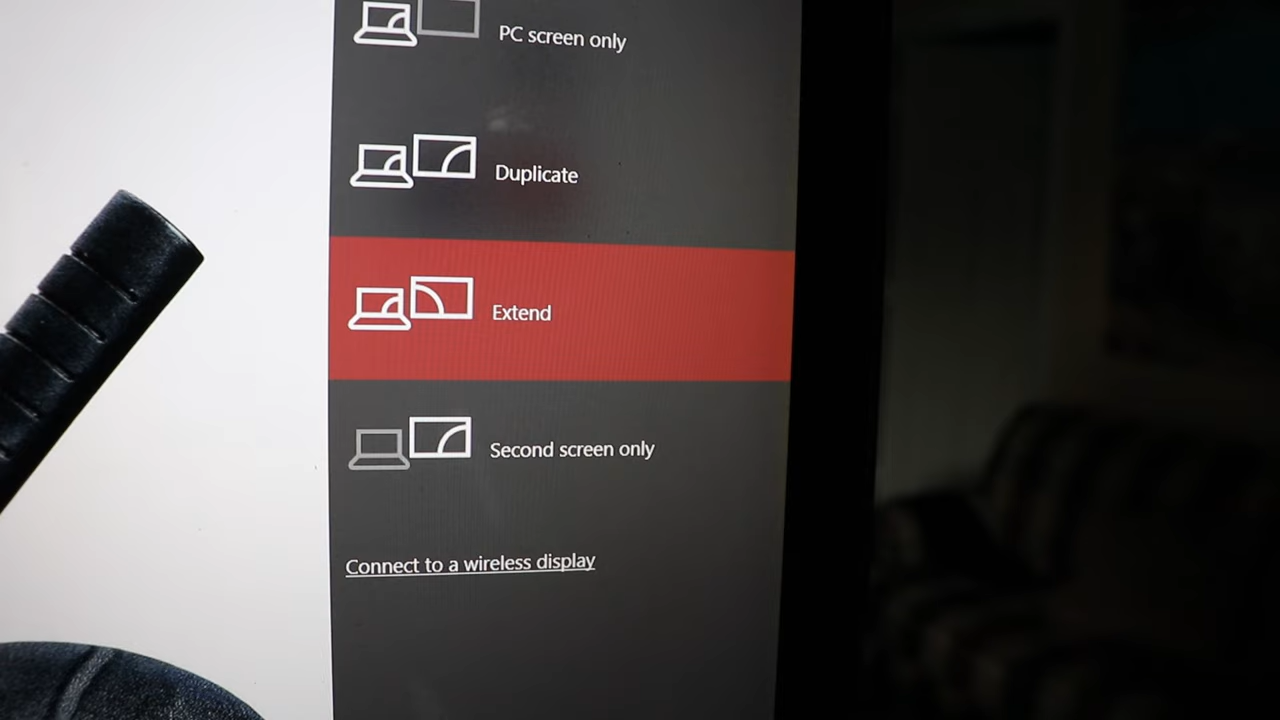 PC screen only
Duplicate
Extend
Second screen only
Connect to a wireless display